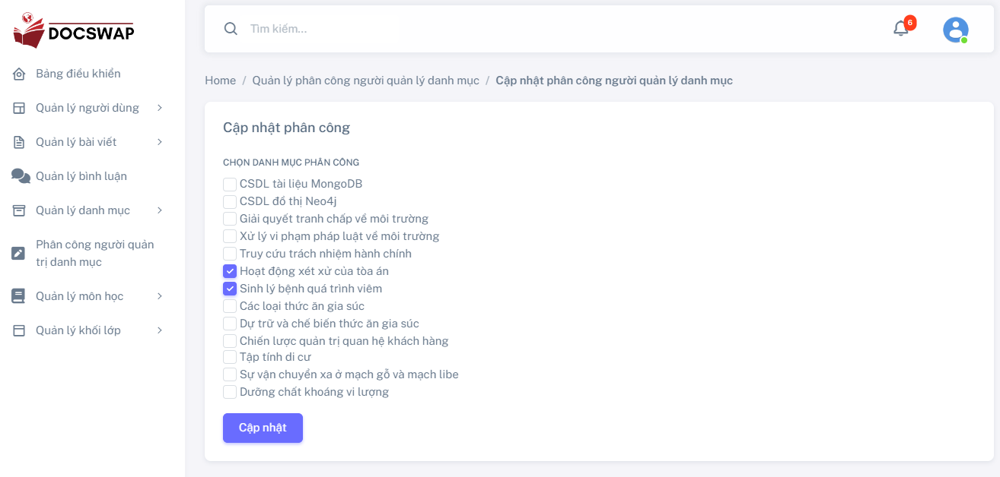 DOCSWAP
Bảng điều khiển
Quản lý người dùng
Quản lý bài viết
Quản lý bình luận
Quản lý danh mục
Phân công người quản
trị danh mục
Quản lý môn học
Quản lý khối lớp
Tìm kiếm...
6
Home / Quản lý phân công người quản lý danh mục / Cập nhật phân công người quản lý danh mục
Cập nhật phân công
CHỌN DANH MỤC PHÂN CÔNG
CSDL tài liệu MongoDB
CSDL đồ thị Neo4j
Giải quyết tranh chấp về môi trường
Xử lý vi phạm pháp luật về môi trường
Truy cứu trách nhiệm hành chính
Hoạt động xét xử của tòa án
Sinh lý bệnh quá trình viêm
Các loại thức ăn gia súc
Dự trữ và chế biến thức ăn gia súc
Chiến lược quản trị quan hệ khách hàng
Tập tính di cư
Sự vận chuyển xa ở mạch gỗ và mạch libe
Dưỡng chất khoáng vi lượng
Cập nhật